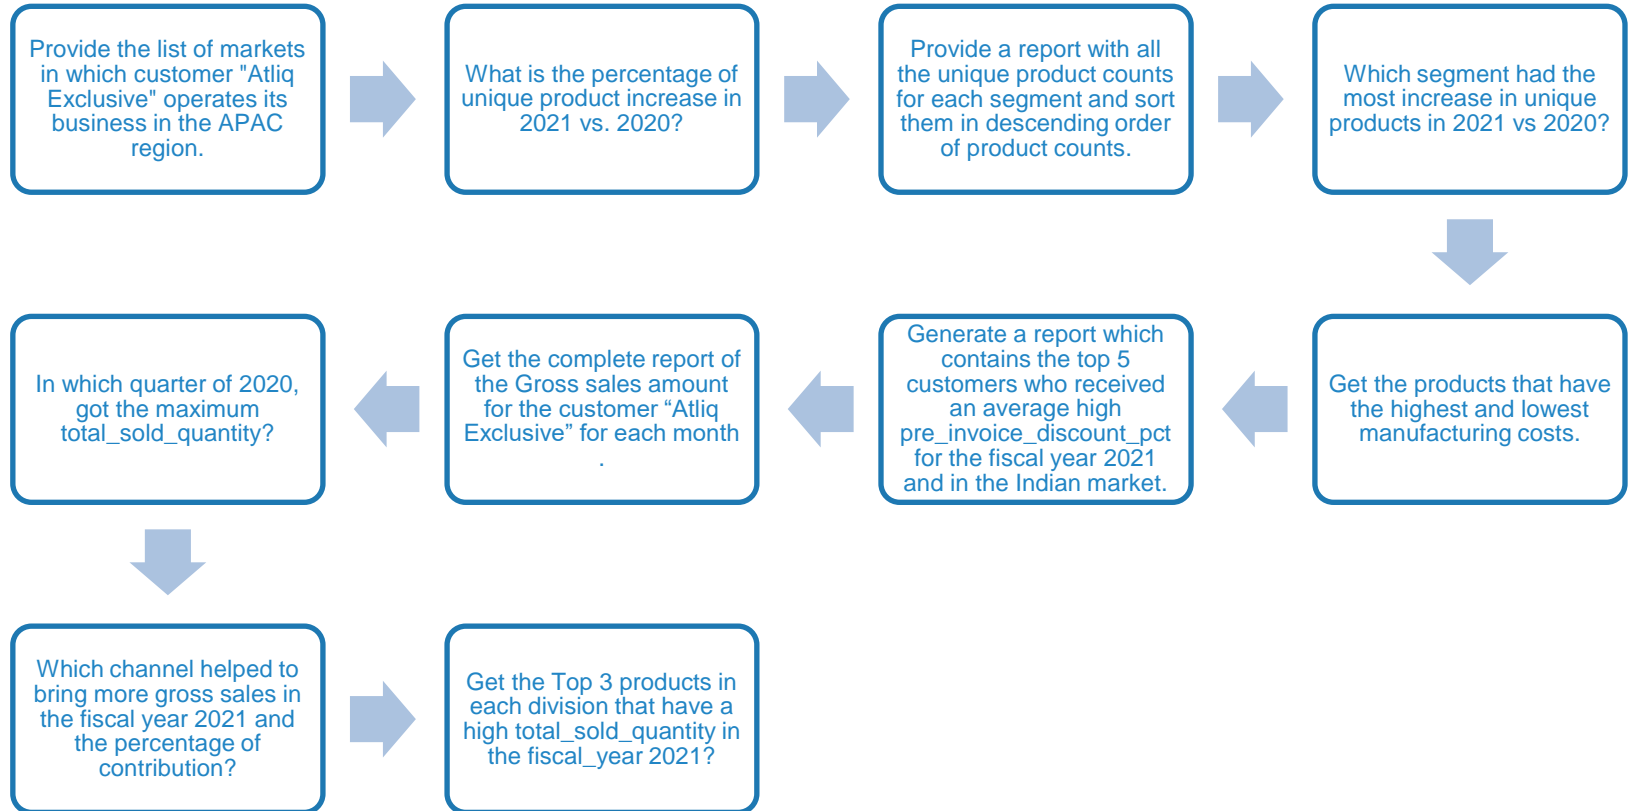 Provide the list of markets
in which customer "Atliq
Exclusive" operates its
business in the APAC
region.
What is the percentage of
unique product increase in
2021 vs. 2020?
Provide a report with all
the unique product counts
for each segment and sort
them in descending order
of product counts.
Which segment had the
most increase in unique
products in 2021 vs 2020?
Get the products that have
the highest and lowest
manufacturing costs.
Generate a report which
contains the top 5
customers who received
an average high
pre_invoice_discount_pct
for the fiscal year 2021
and in the Indian market.
Get the complete report of
the Gross sales amount
for the customer “Atliq
Exclusive” for each month
.
In which quarter of 2020,
got the maximum
total_sold_quantity?
Which channel helped to
bring more gross sales in
the fiscal year 2021 and
the percentage of
contribution?
Get the Top 3 products in
each division that have a
high total_sold_quantity in
the fiscal_year 2021?